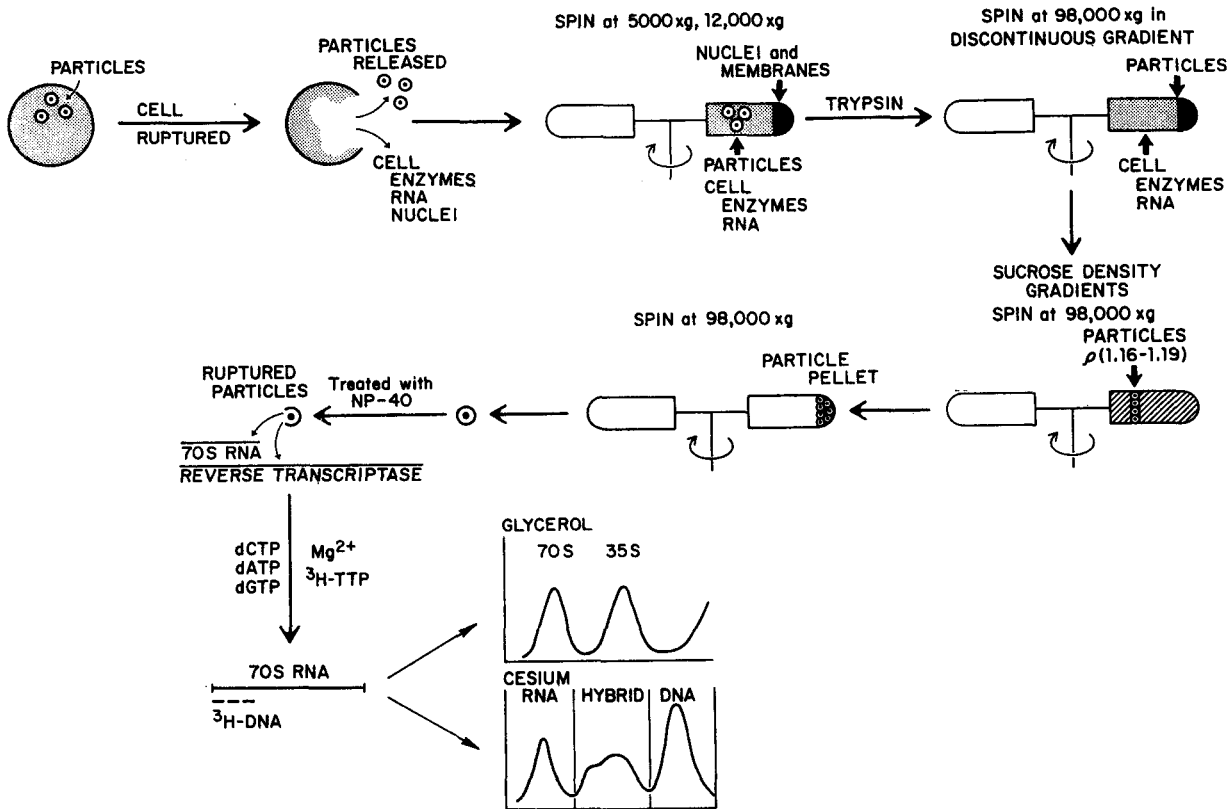 PARTICLES
CELL
RUPTURED
PARTICLES
RELEASED
CELL
ENZYMES
RNA
NUCLEI
SPIN at 5000 xg, 12,000 xg
NUCLEI and
MEMBRANES
PARTICLES
CELL
ENZYMES
RNA
TRYPSIN
SPIN at 98,000 xg in
DISCONTINUOUS GRADIENT
PARTICLES
CELL
ENZYMES
RNA
SUCROSE DENSITY
GRADIENTS
SPIN at 98,000 xg
PARTICLES
ρ(1.16-1.19)
SPIN at 98,000 xg
PARTICLE
PELLET
Treated with
NP-40
RUPTURED
PARTICLES
70S RNA
REVERSE TRANSCRIPTASE
dCTP
dATP
dGTP
Mg2+
3H-TTP
70S RNA
3H-DNA
GLYCEROL
70S 35S
CESIUM
RNA HYBRID DNA